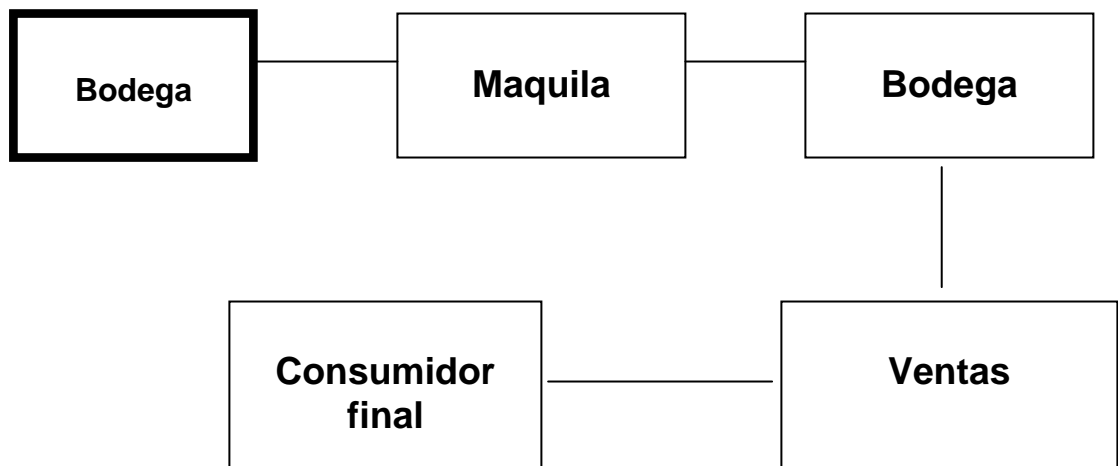 Bodega
Maquila
Bodega
Consumidor
final
Ventas